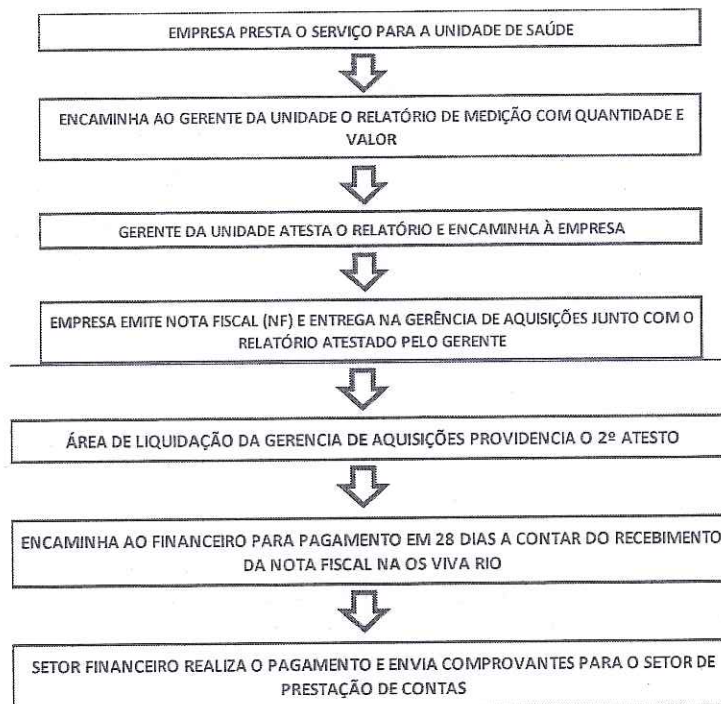 EMPRESA PRESTA O SERVIÇO PARA A UNIDADE DE SAÚDE
ENCAMINHA AO GERENTE DA UNIDADE O RELATÓRIO DE MEDIÇÃO COM QUANTIDADE E
VALOR
GERENTE DA UNIDADE ATESTA O RELATÓRIO E ENCAMINHA À EMPRESA
EMPRESA EMITE NOTA FISCAL (NF) E ENTREGA NA GERÊNCIA DE AQUISIÇÕES JUNTO COM O
RELATÓRIO ATESTADO PELO GERENTE
ÁREA DE LIQUIDAÇÃO DA GERENCIA DE AQUISIÇÕES PROVIDENCIA O 2º ATESTO
ENCAMINHA AO FINANCEIRO PARA PAGAMENTO EM 28 DIAS A CONTAR DO RECEBIMENTO
DA NOTA FISCAL NA OS VIVA RIO
SETOR FINANCEIRO REALIZA O PAGAMENTO E ENVIA COMPROVANTES PARA O SETOR DE
PRESTAÇÃO DE CONTAS